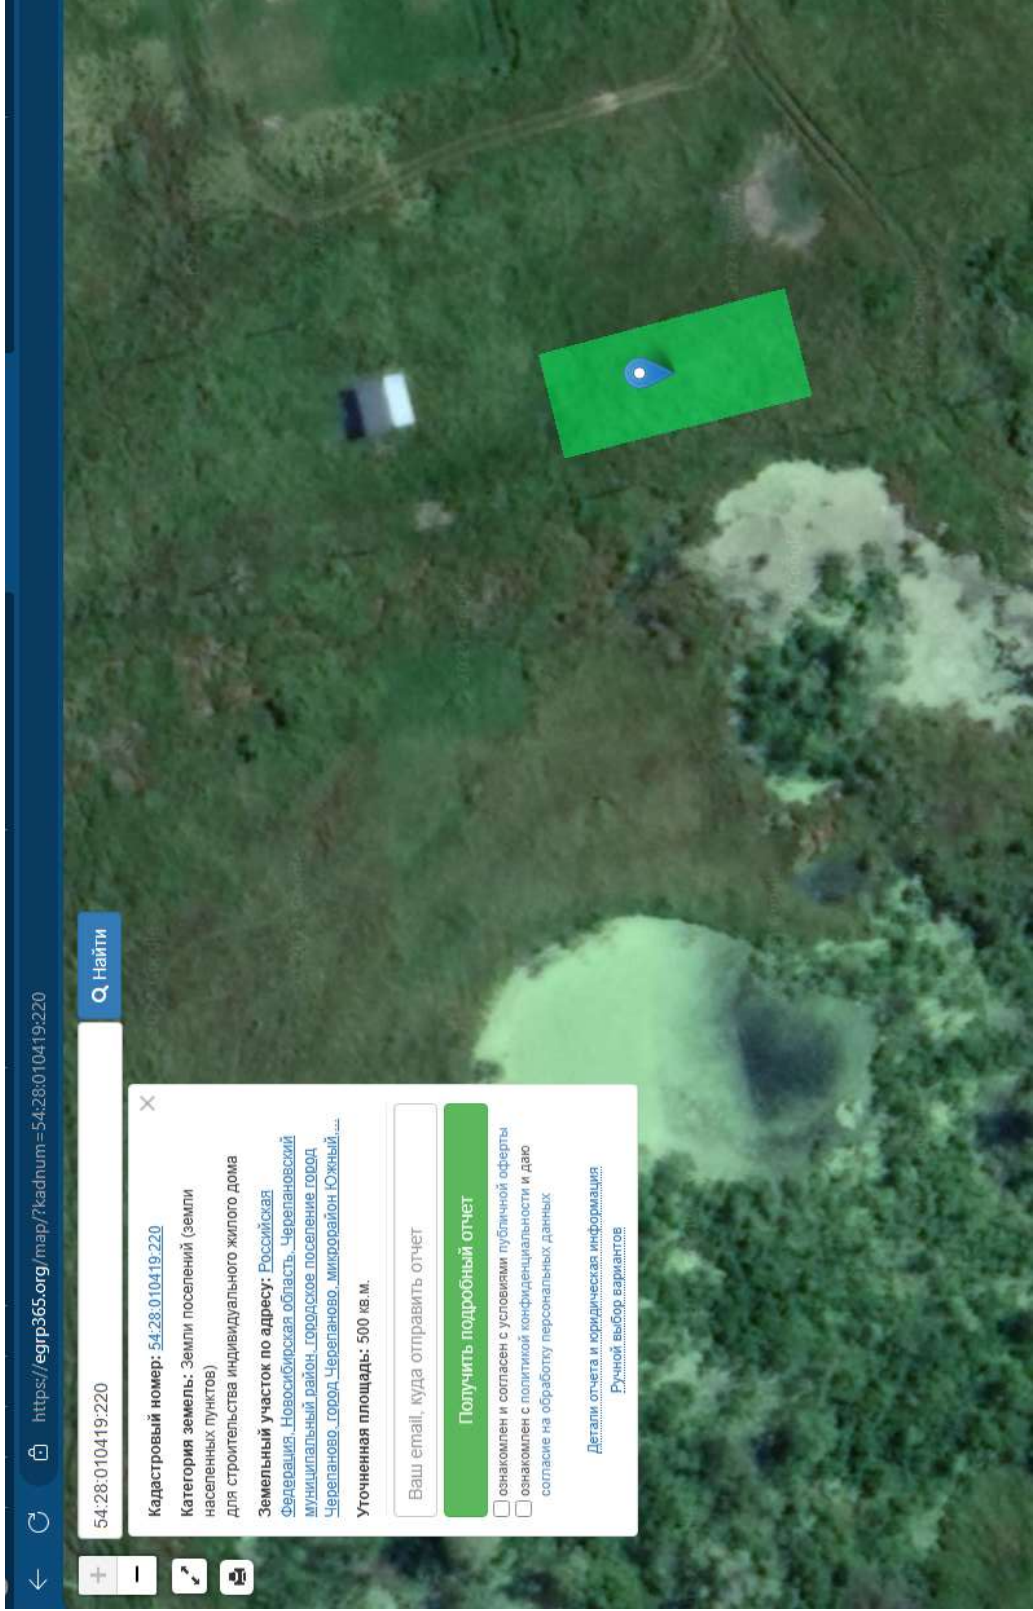 https://egrp365.org/map/?kadnum=54:28:010419:220
54:28:010419:220
Найти
Кадастровый номер: 54:28:010419:220
Категория земель: Земли поселений (земли
населенных пунктов)
для строительства индивидуального жилого дома
Земельный участок по адресу: Российская
Федерация, Новосибирская область, Черепановский
муниципальный район, городское поселение город
Черепаново, город Черепаново, микрорайон Южный,...
Уточненная площадь: 500 кв.м.
Ваш email, куда отправить отчет
Получить подробный отчет
ознакомлен и согласен с условиями публичной оферты
ознакомлен с политикой конфиденциальности и даю
согласие на обработку персональных данных
Детали отчета и юридическая информация
Ручной выбор вариантов